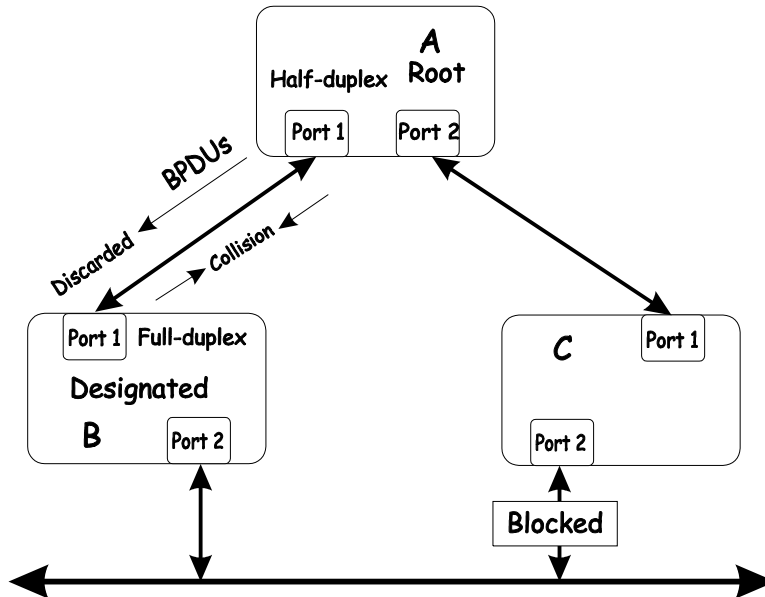 A
Root
Half-duplex
Port 1
Port 2
BPDUs
Discarded
Collision
Port 1
Full-duplex
Designated
B
Port 2
C
Port 1
Port 2
Blocked